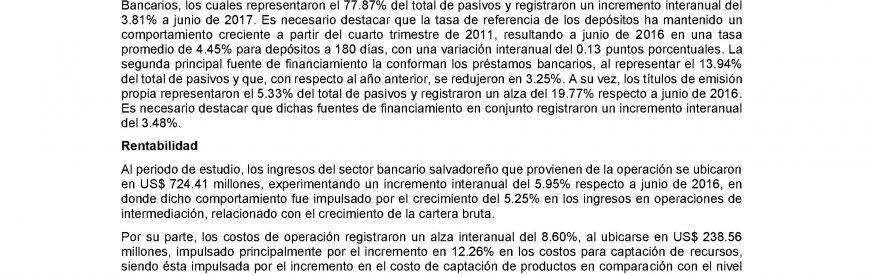 Bancarios, los cuales representaron el 77.87% del total de pasivos y registraron un incremento interanual del
3.81% a junio de 2017. Es necesario destacar que la tasa de referencia de los depósitos ha mantenido un
comportamiento creciente a partir del cuarto trimestre de 2011, resultando a junio de 2016 en una tasa
promedio de 4.45% para depósitos a 180 días, con una variación interanual del 0.13 puntos porcentuales. La
segunda principal fuente de financiamiento la conforman los préstamos bancarios, al representar el 13.94%
del total de pasivos y que, con respecto al año anterior, se redujeron en 3.25%. A su vez, los títulos de emisión
propia representaron el 5.33% del total de pasivos y registraron un alza del 19.77% respecto a junio de 2016.
Es necesario destacar que dichas fuentes de financiamiento en conjunto registraron un incremento interanual
del 3.48%.
Rentabilidad
Al periodo de estudio, los ingresos del sector bancario salvadoreño que provienen de la operación se ubicaron
en US$ 724.41 millones, experimentando un incremento interanual del 5.95% respecto a junio de 2016, en
donde dicho comportamiento fue impulsado por el crecimiento del 5.25% en los ingresos en operaciones de
intermediación, relacionado con el crecimiento de la cartera bruta.
Por su parte, los costos de operación registraron un alza interanual del 8.60%, al ubicarse en US$ 238.56
millones, impulsado principalmente por el incremento en 12.26% en los costos para captación de recursos,
siendo ésta impulsada por el incremento en el costo de captación de productos en comparación con el nivel